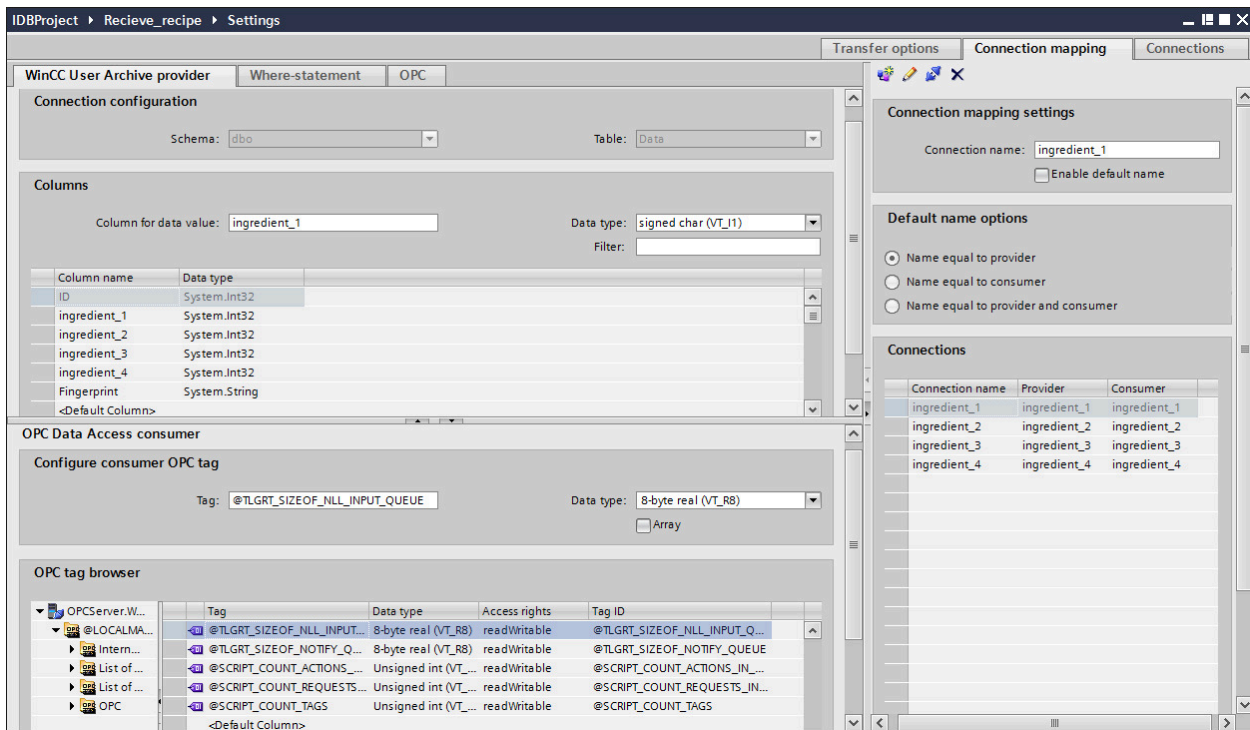 IDBProject ▸ Recieve_recipe ▸ Settings
Transfer options Connection mapping Connections
WinCC User Archive provider Where-statement OPC
Connection configuration
Schema: dbo Table: Data
Columns
Column for data value: ingredient_1 Data type: signed char (VT_I1)
Filter:
Column name Data type
ID System.Int32
ingredient_1 System.Int32
ingredient_2 System.Int32
ingredient_3 System.Int32
ingredient_4 System.Int32
Fingerprint System.String
<Default Column>
OPC Data Access consumer
Configure consumer OPC tag
Tag: @TLGRT_SIZEOF_NLL_INPUT_QUEUE Data type: 8-byte real (VT_R8)
Array
OPC tag browser
OPCServer.W...
@LOCALMA...
Intern...
List of ...
List of ...
OPC
Tag Data type Access rights Tag ID
@TLGRT_SIZEOF_NLL_INPUT... 8-byte real (VT_R8) readWritable @TLGRT_SIZEOF_NLL_INPUT_Q...
@TLGRT_SIZEOF_NOTIFY_Q... 8-byte real (VT_R8) readWritable @TLGRT_SIZEOF_NOTIFY_QUEUE
@SCRIPT_COUNT_ACTIONS_... Unsigned int (VT_... readWritable @SCRIPT_COUNT_ACTIONS_IN_...
@SCRIPT_COUNT_REQUESTS... Unsigned int (VT_... readWritable @SCRIPT_COUNT_REQUESTS_IN...
@SCRIPT_COUNT_TAGS Unsigned int (VT_... readWritable @SCRIPT_COUNT_TAGS
<Default Column>
Connection mapping settings
Connection name: ingredient_1
Enable default name
Default name options
Name equal to provider
Name equal to consumer
Name equal to provider and consumer
Connections
Connection name Provider Consumer
ingredient_1 ingredient_1 ingredient_1
ingredient_2 ingredient_2 ingredient_2
ingredient_3 ingredient_3 ingredient_3
ingredient_4 ingredient_4 ingredient_4